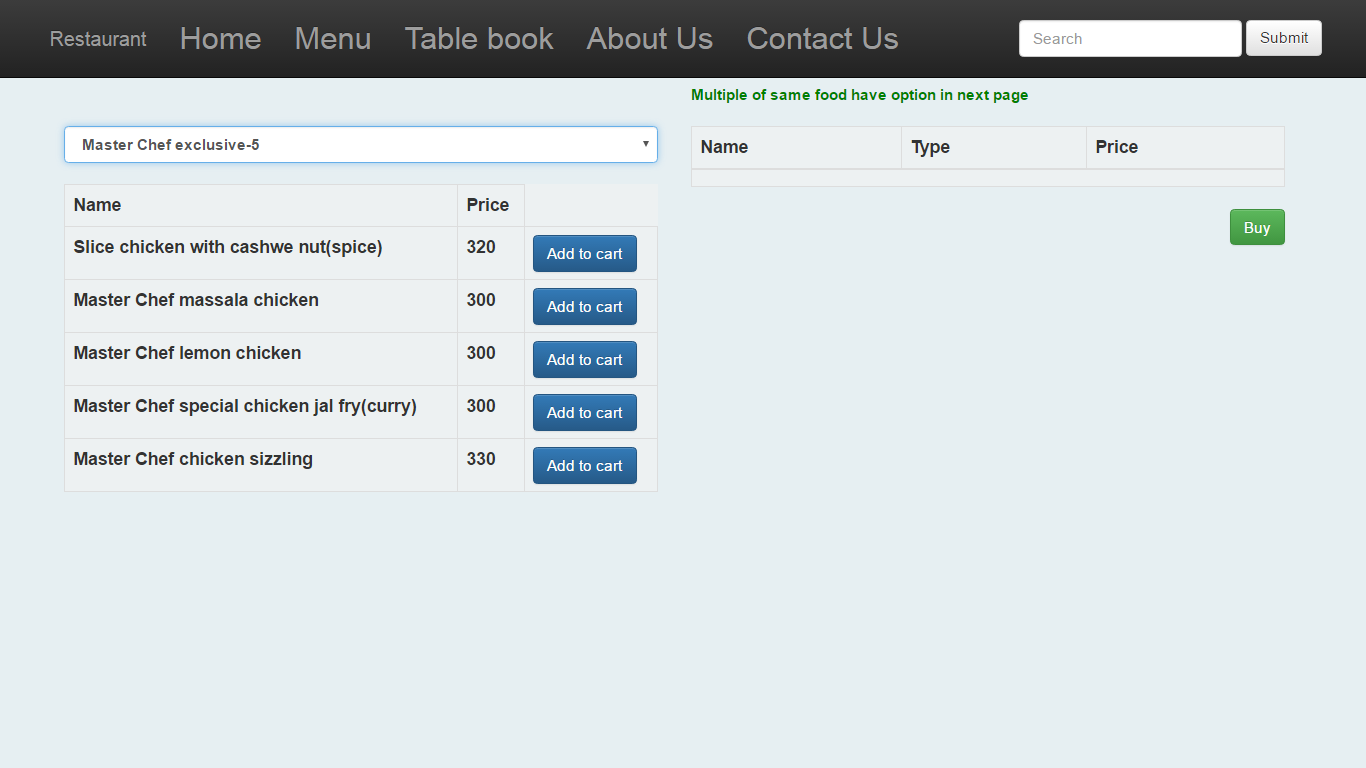 Restaurant Home Menu Table book About Us Contact Us Search Submit
Multiple of same food have option in next page
Master Chef exclusive-5
Name Type Price
Buy
Name Price
Slice chicken with cashwe nut(spice) 320 Add to cart
Master Chef massala chicken 300 Add to cart
Master Chef lemon chicken 300 Add to cart
Master Chef special chicken jal fry(curry) 300 Add to cart
Master Chef chicken sizzling 330 Add to cart